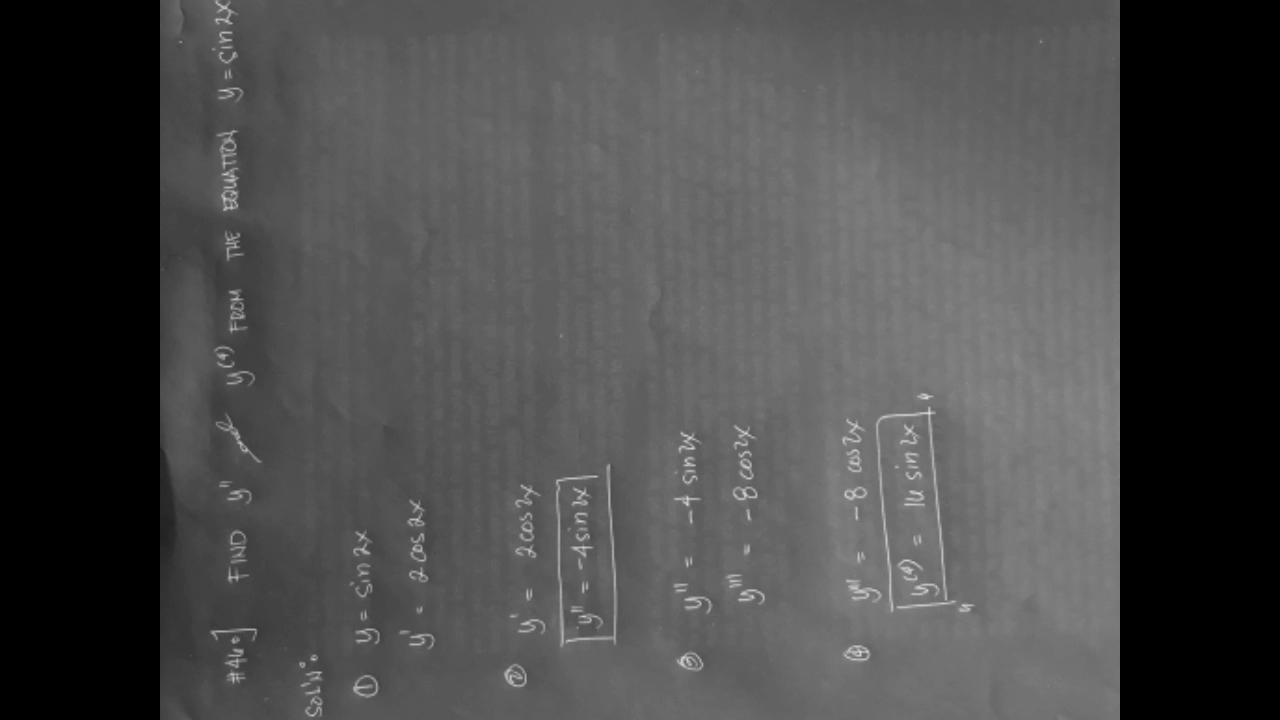 #46] FIND y'' and y⁽⁴⁾ FROM THE EQUATION y = sin 2x
SOL'N:
① y = sin 2x
y' = 2 cos 2x
② y' = 2 cos 2x
y'' = -4 sin 2x
③ y'' = -4 sin 2x
y''' = -8 cos 2x
④ y''' = -8 cos 2x
y⁽⁴⁾ = 16 sin 2x